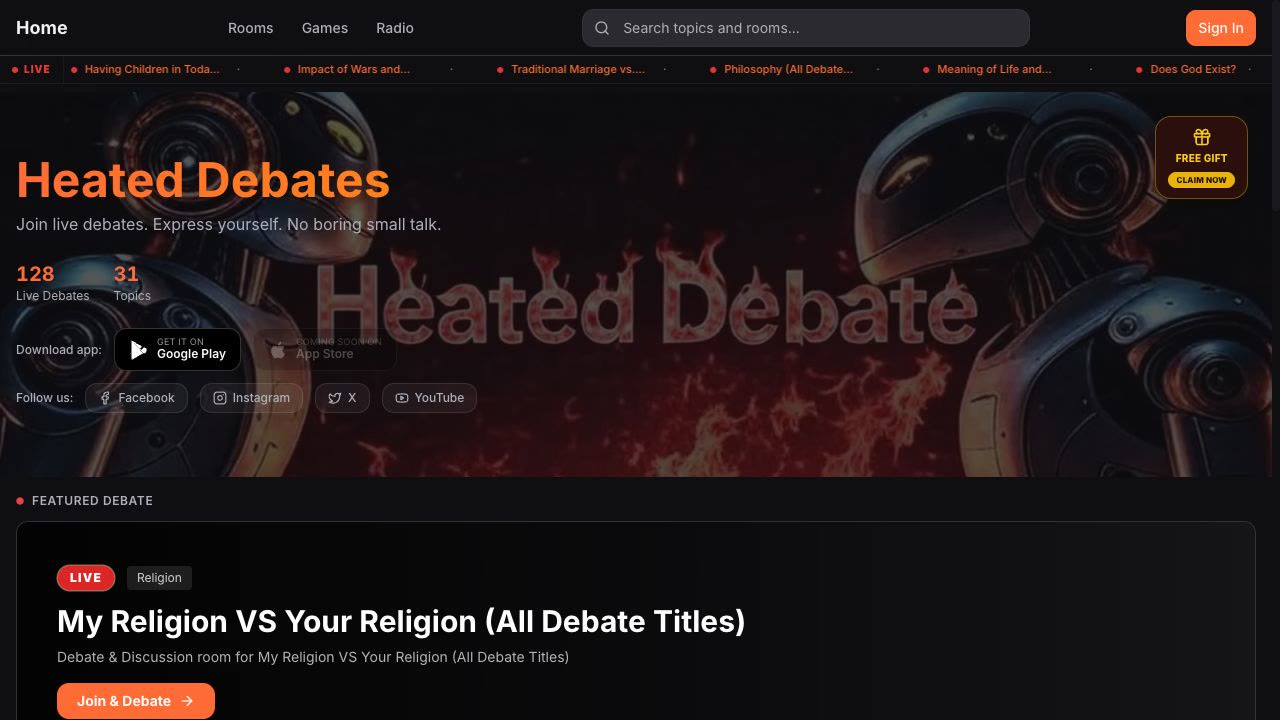 Home
Rooms
Games
Radio
Search topics and rooms...
Sign In
LIVE
Having Children in Toda...
Impact of Wars and...
Traditional Marriage vs....
Philosophy (All Debate...
Meaning of Life and...
Does God Exist?
FREE GIFT
CLAIM NOW
Heated Debates
Join live debates. Express yourself. No boring small talk.
Heated Debate
128
Live Debates
31
Topics
Download app:
GET IT ON
Google Play
COMING SOON ON
App Store
Follow us:
Facebook
Instagram
X
YouTube
FEATURED DEBATE
LIVE
Religion
My Religion VS Your Religion (All Debate Titles)
Debate & Discussion room for My Religion VS Your Religion (All Debate Titles)
Join & Debate